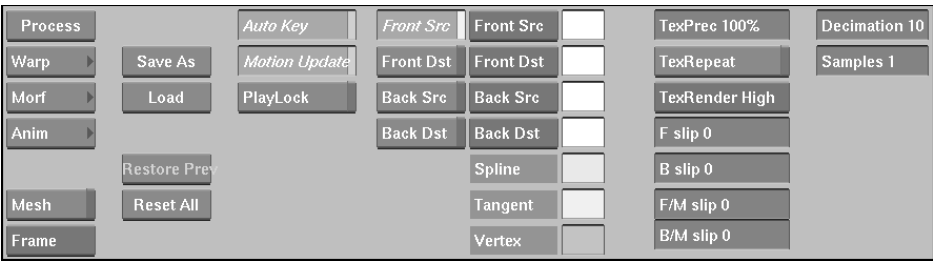 Process Auto Key Front Src Front Src TexPrec 100% Decimation 10
Warp Save As Motion Update Front Dst Front Dst TexRepeat Samples 1
Morf Load PlayLock Back Src Back Src TexRender High
Anim Back Dst Back Dst F slip 0
Restore Prev Spline B slip 0
Mesh Reset All Tangent F/M slip 0
Frame Vertex B/M slip 0